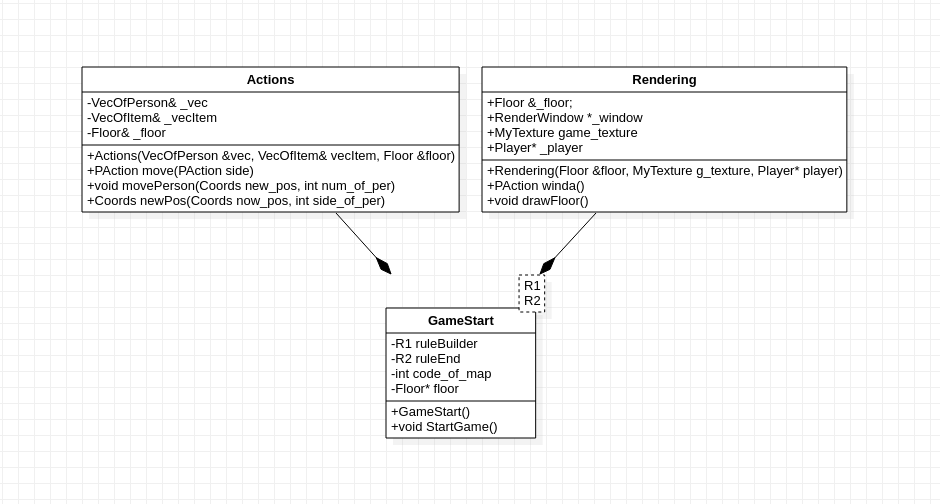 Actions
-VecOfPerson& _vec
-VecOfItem& _vecItem
-Floor& _floor
+Actions(VecOfPerson &vec, VecOfItem& vecItem, Floor &floor)
+PAction move(PAction side)
+void movePerson(Coords new_pos, int num_of_per)
+Coords newPos(Coords now_pos, int side_of_per)
Rendering
+Floor &_floor;
+RenderWindow *_window
+MyTexture game_texture
+Player* _player
+Rendering(Floor &floor, MyTexture g_texture, Player* player)
+PAction winda()
+void drawFloor()
R1
R2
GameStart
-R1 ruleBuilder
-R2 ruleEnd
-int code_of_map
-Floor* floor
+GameStart()
+void StartGame()